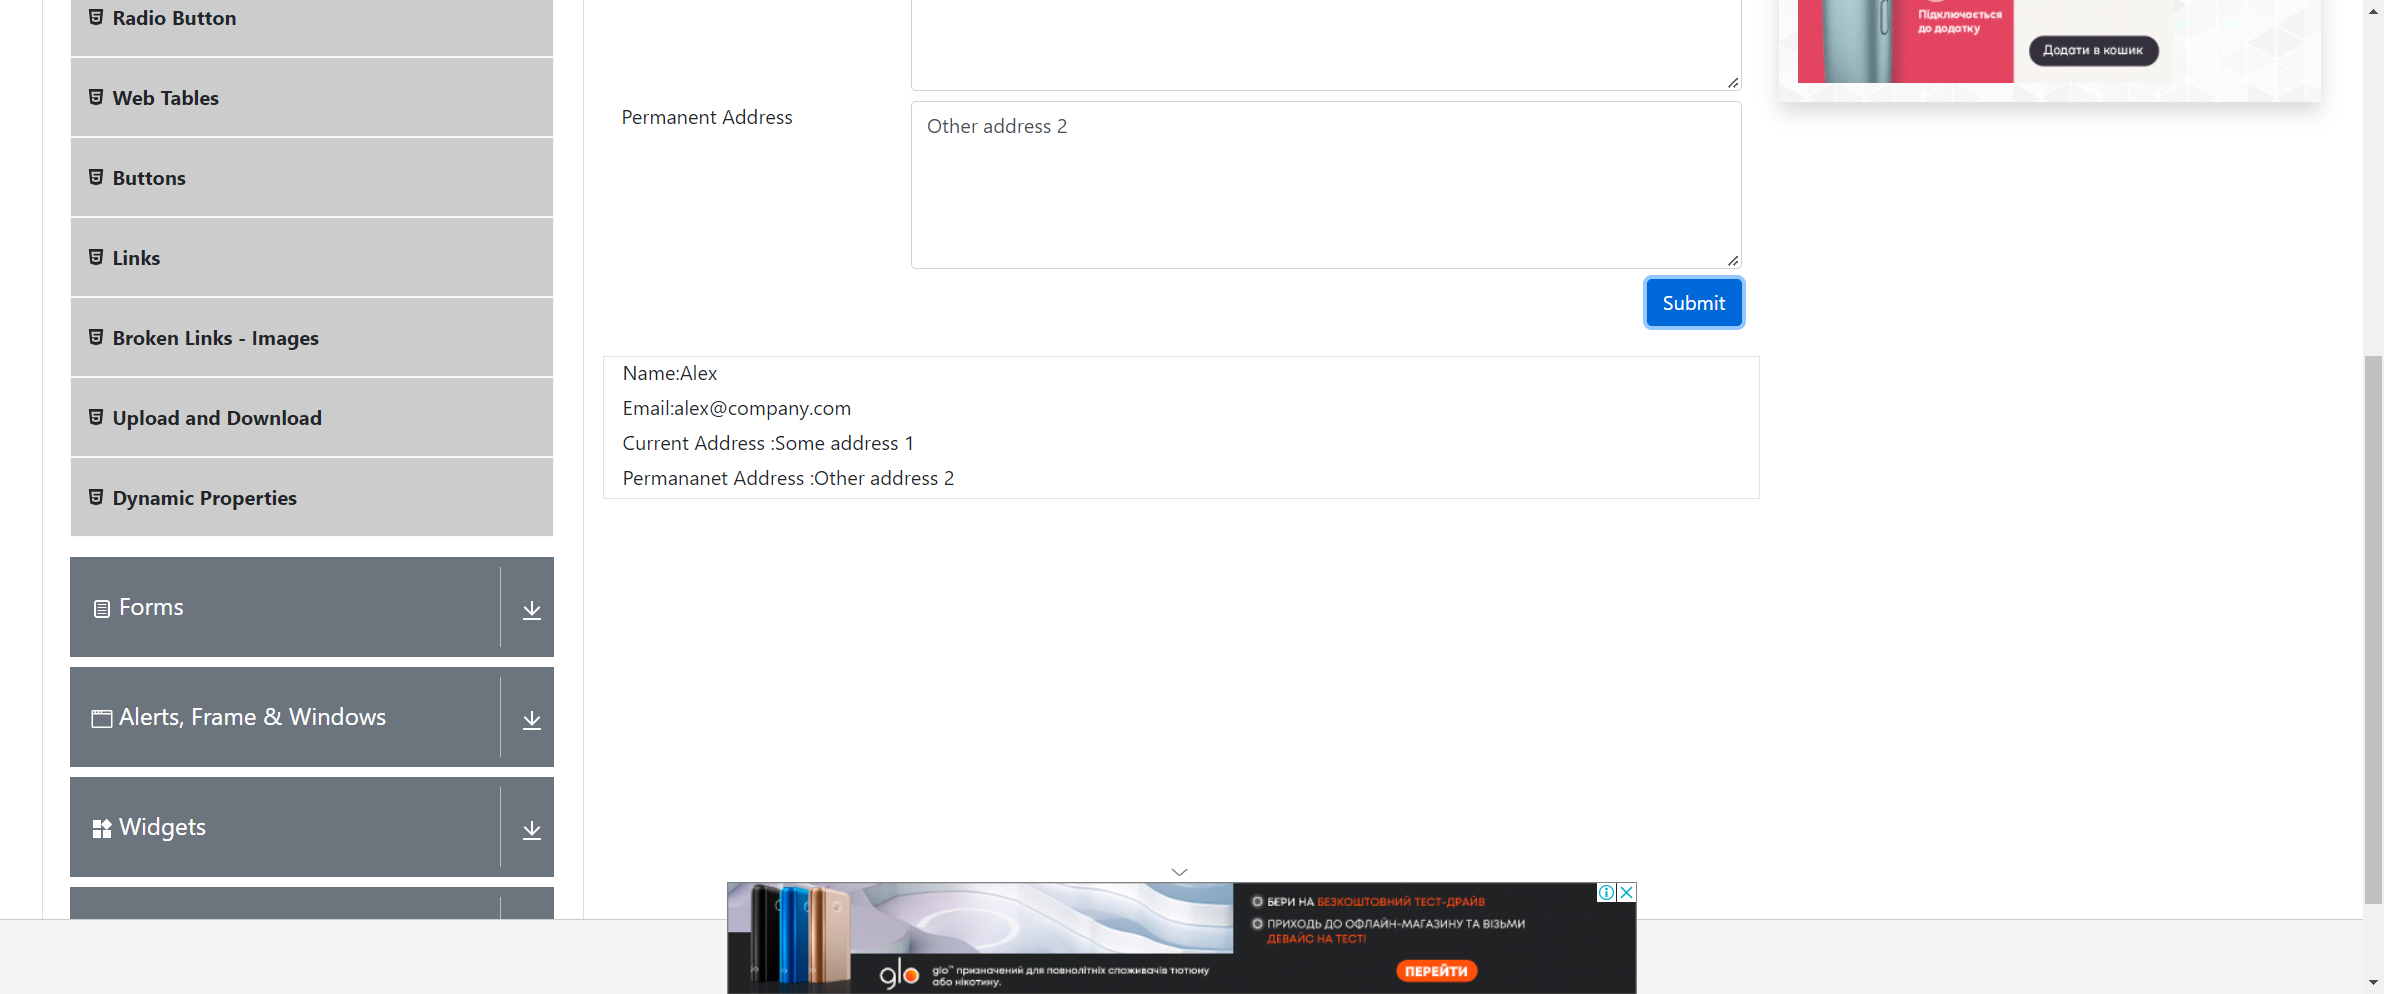 Radio Button
Web Tables
Buttons
Links
Broken Links - Images
Upload and Download
Dynamic Properties
Forms
Alerts, Frame & Windows
Widgets
Permanent Address
Other address 2
Submit
Name:Alex
Email:alex@company.com
Current Address :Some address 1
Permananet Address :Other address 2
Підключається
до додатку
Додати в кошик
БЕРИ НА БЕЗКОШТОВНИЙ ТЕСТ-ДРАЙВ
ПРИХОДЬ ДО ОФЛАЙН-МАГАЗИНУ ТА ВІЗЬМИ
ДЕВАЙС НА ТЕСТ!
glo
glo™ призначений для повнолітніх споживачів тютюну
або нікотину.
ПЕРЕЙТИ